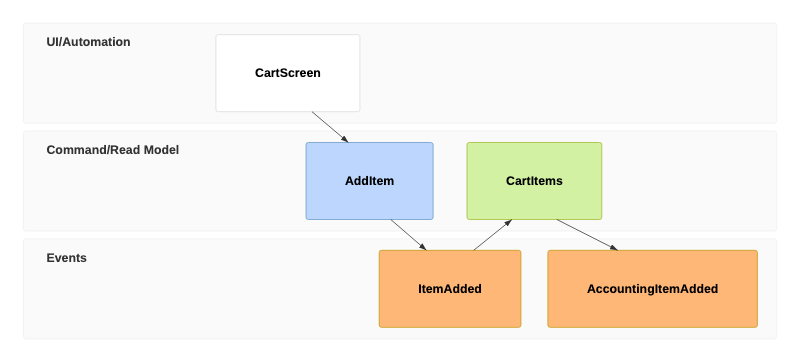 UI/Automation
CartScreen
Command/Read Model
AddItem
CartItems
Events
ItemAdded
AccountingItemAdded